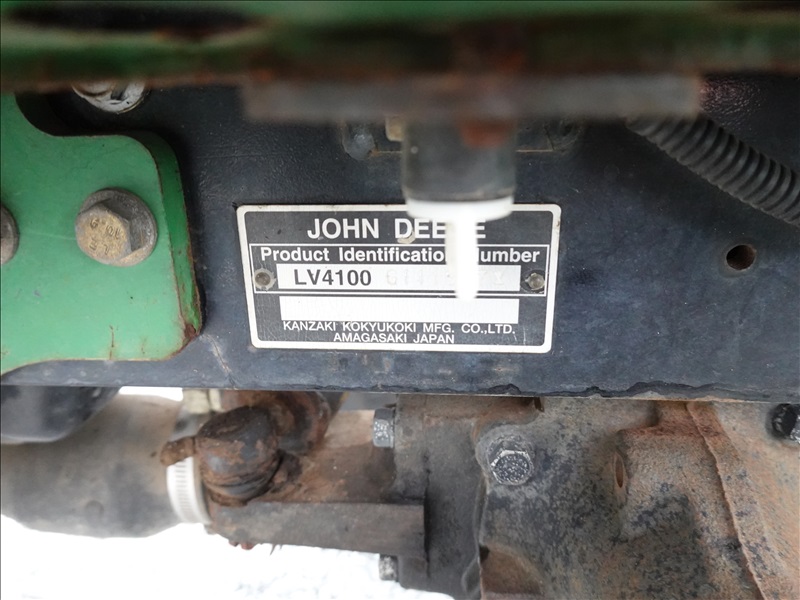 JOHN DEERE
Product Identification Number
LV4100
KANZAKI KOKYUKOKI MFG. CO.,LTD.
AMAGASAKI JAPAN